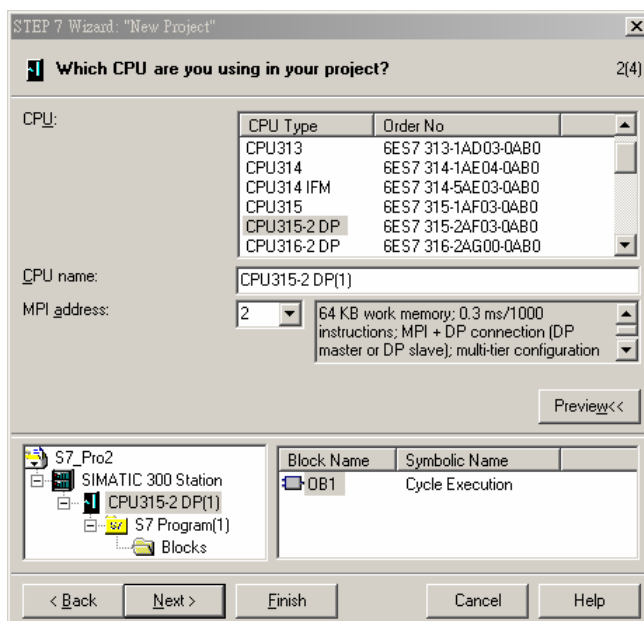 STEP 7 Wizard: "New Project"
Which CPU are you using in your project?
2(4)
CPU:
CPU Type Order No
CPU313 6ES7 313-1AD03-0AB0
CPU314 6ES7 314-1AE04-0AB0
CPU314 IFM 6ES7 314-5AE03-0AB0
CPU315 6ES7 315-1AF03-0AB0
CPU315-2 DP 6ES7 315-2AF03-0AB0
CPU316-2 DP 6ES7 316-2AG00-0AB0
CPU name:
CPU315-2 DP(1)
MPI address:
2
64 KB work memory; 0.3 ms/1000
instructions; MPI + DP connection (DP
master or DP slave); multi-tier configuration
Preview<<
S7_Pro2
SIMATIC 300 Station
CPU315-2 DP(1)
S7 Program(1)
Blocks
Block Name Symbolic Name
OB1 Cycle Execution
< Back
Next >
Finish
Cancel
Help